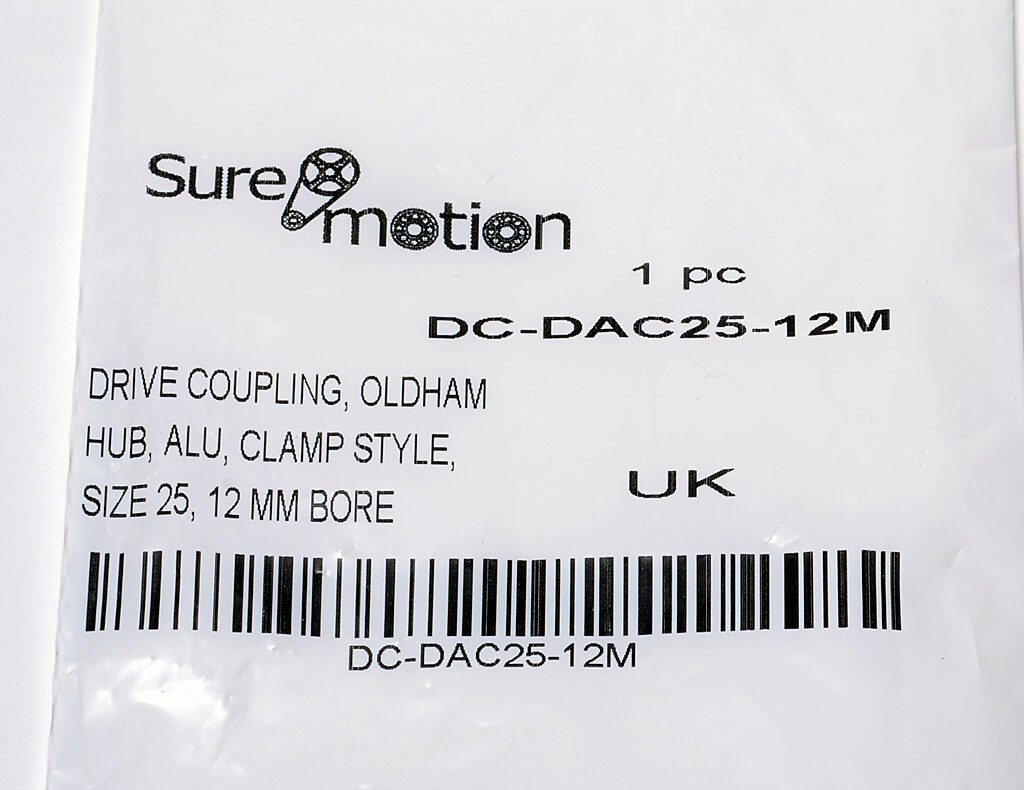 Sure
motion
1 pc
DC-DAC25-12M
DRIVE COUPLING, OLDHAM
HUB, ALU, CLAMP STYLE,
SIZE 25, 12 MM BORE
UK
DC-DAC25-12M